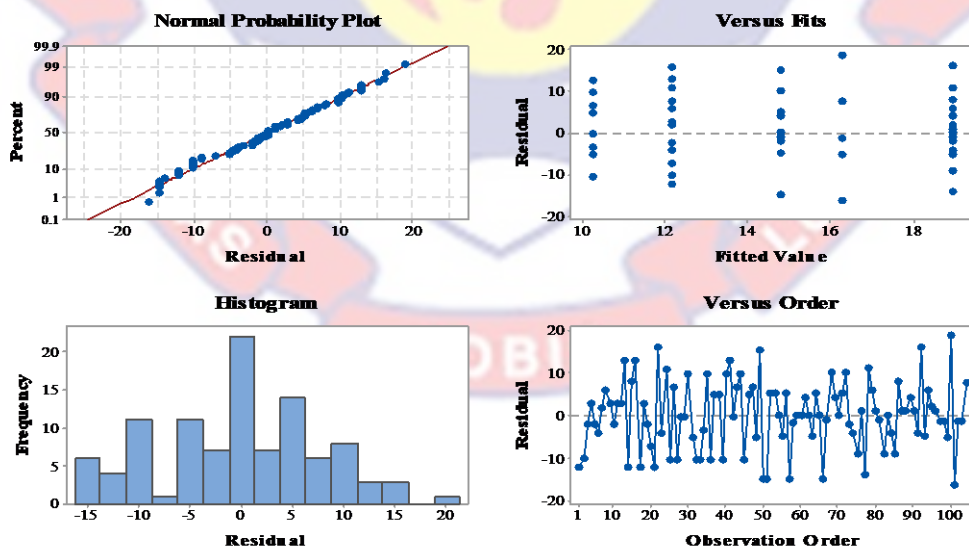 Normal Probability Plot
99.9
99
90
50
10
1
0.1
Percent
-20 -10 0 10 20
Residual
Versus Fits
20
10
0
-10
-20
Residual
10 12 14 16 18
Fitted Value
Histogram
20
15
10
5
0
Frequency
-15 -10 -5 0 5 10 15 20
Residual
Versus Order
20
10
0
-10
-20
Residual
1 10 20 30 40 50 60 70 80 90 100
Observation Order
OBI